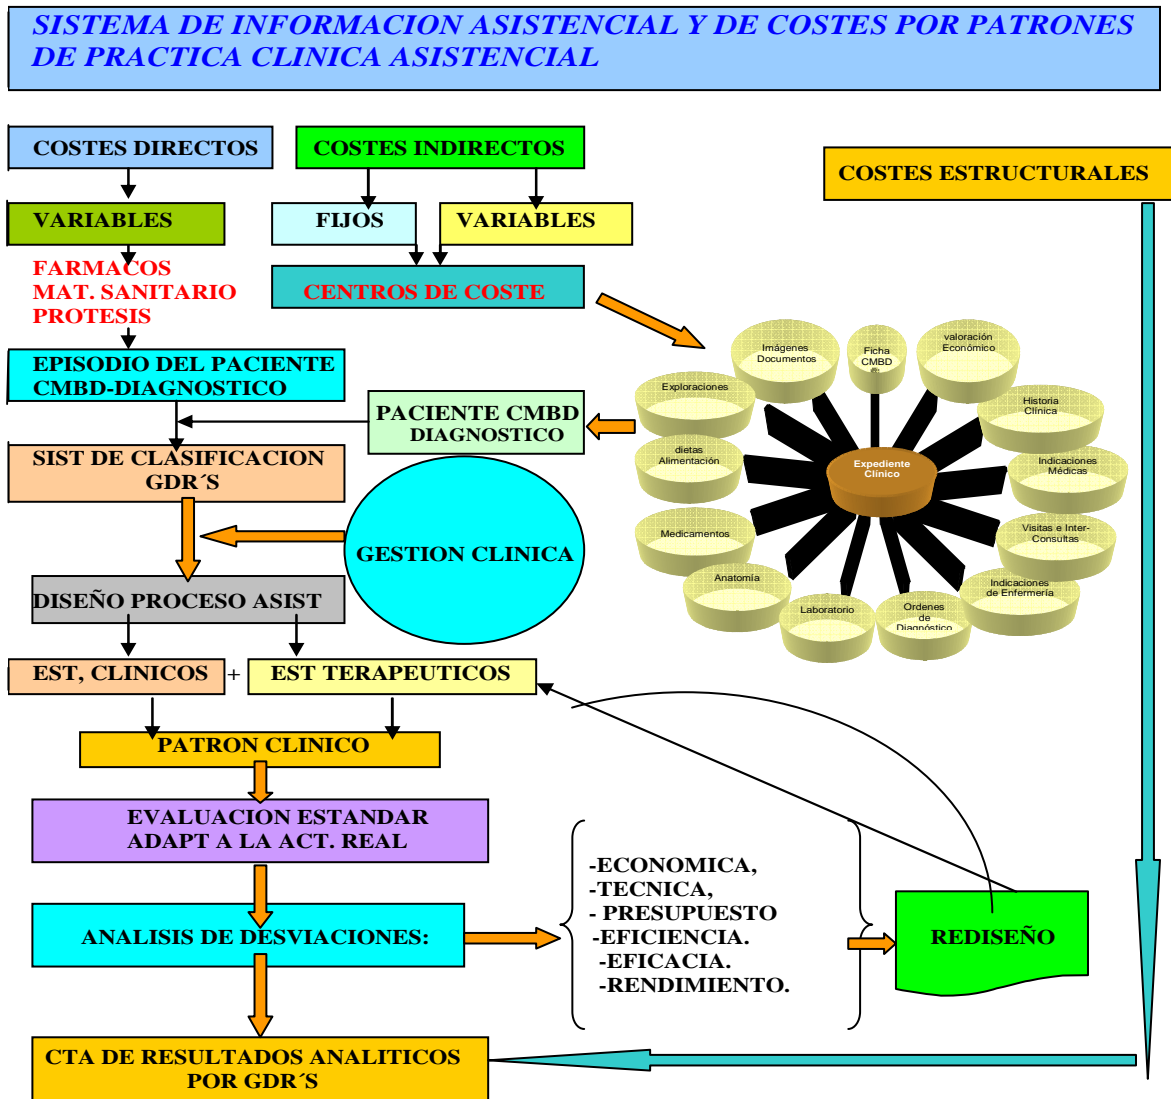 SISTEMA DE INFORMACION ASISTENCIAL Y DE COSTES POR PATRONES
DE PRACTICA CLINICA ASISTENCIAL
COSTES DIRECTOS
COSTES INDIRECTOS
COSTES ESTRUCTURALES
VARIABLES
FIJOS
VARIABLES
FARMACOS
MAT. SANITARIO
PROTESIS
CENTROS DE COSTE
EPISODIO DEL PACIENTE
CMBD-DIAGNOSTICO
PACIENTE CMBD
DIAGNOSTICO
Imágenes
Documentos
Ficha
CMBD
valoración
Económico
Exploraciones
Historia
Clínica
dietas
Alimentación
Expediente
Clínico
Indicaciones
Médicas
Medicamentos
Visitas e Inter-
Consultas
Anatomía
Laboratorio
Ordenes
de
Diagnóstico
Indicaciones
de Enfermería
SIST DE CLASIFICACION
GDR´S
GESTION CLINICA
DISEÑO PROCESO ASIST
EST, CLINICOS
+
EST TERAPEUTICOS
PATRON CLINICO
EVALUACION ESTANDAR
ADAPT A LA ACT. REAL
-ECONOMICA,
-TECNICA,
- PRESUPUESTO
-EFICIENCIA.
-EFICACIA.
-RENDIMIENTO.
ANALISIS DE DESVIACIONES:
REDISEÑO
CTA DE RESULTADOS ANALITICOS
POR GDR´S